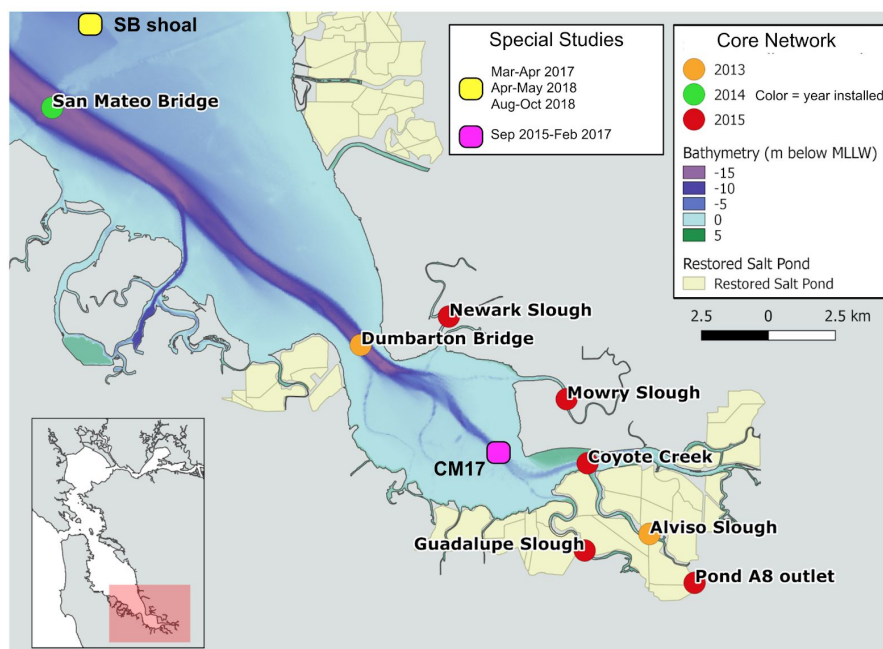 SB shoal
San Mateo Bridge
Special Studies
Mar-Apr 2017
Apr-May 2018
Aug-Oct 2018
Sep 2015-Feb 2017
Core Network
2013
2014 Color = year installed
2015
Bathymetry (m below MLLW)
-15
-10
-5
0
5
Restored Salt Pond
Restored Salt Pond
2.5 0 2.5 km
Newark Slough
Dumbarton Bridge
Mowry Slough
CM17
Coyote Creek
Alviso Slough
Guadalupe Slough
Pond A8 outlet